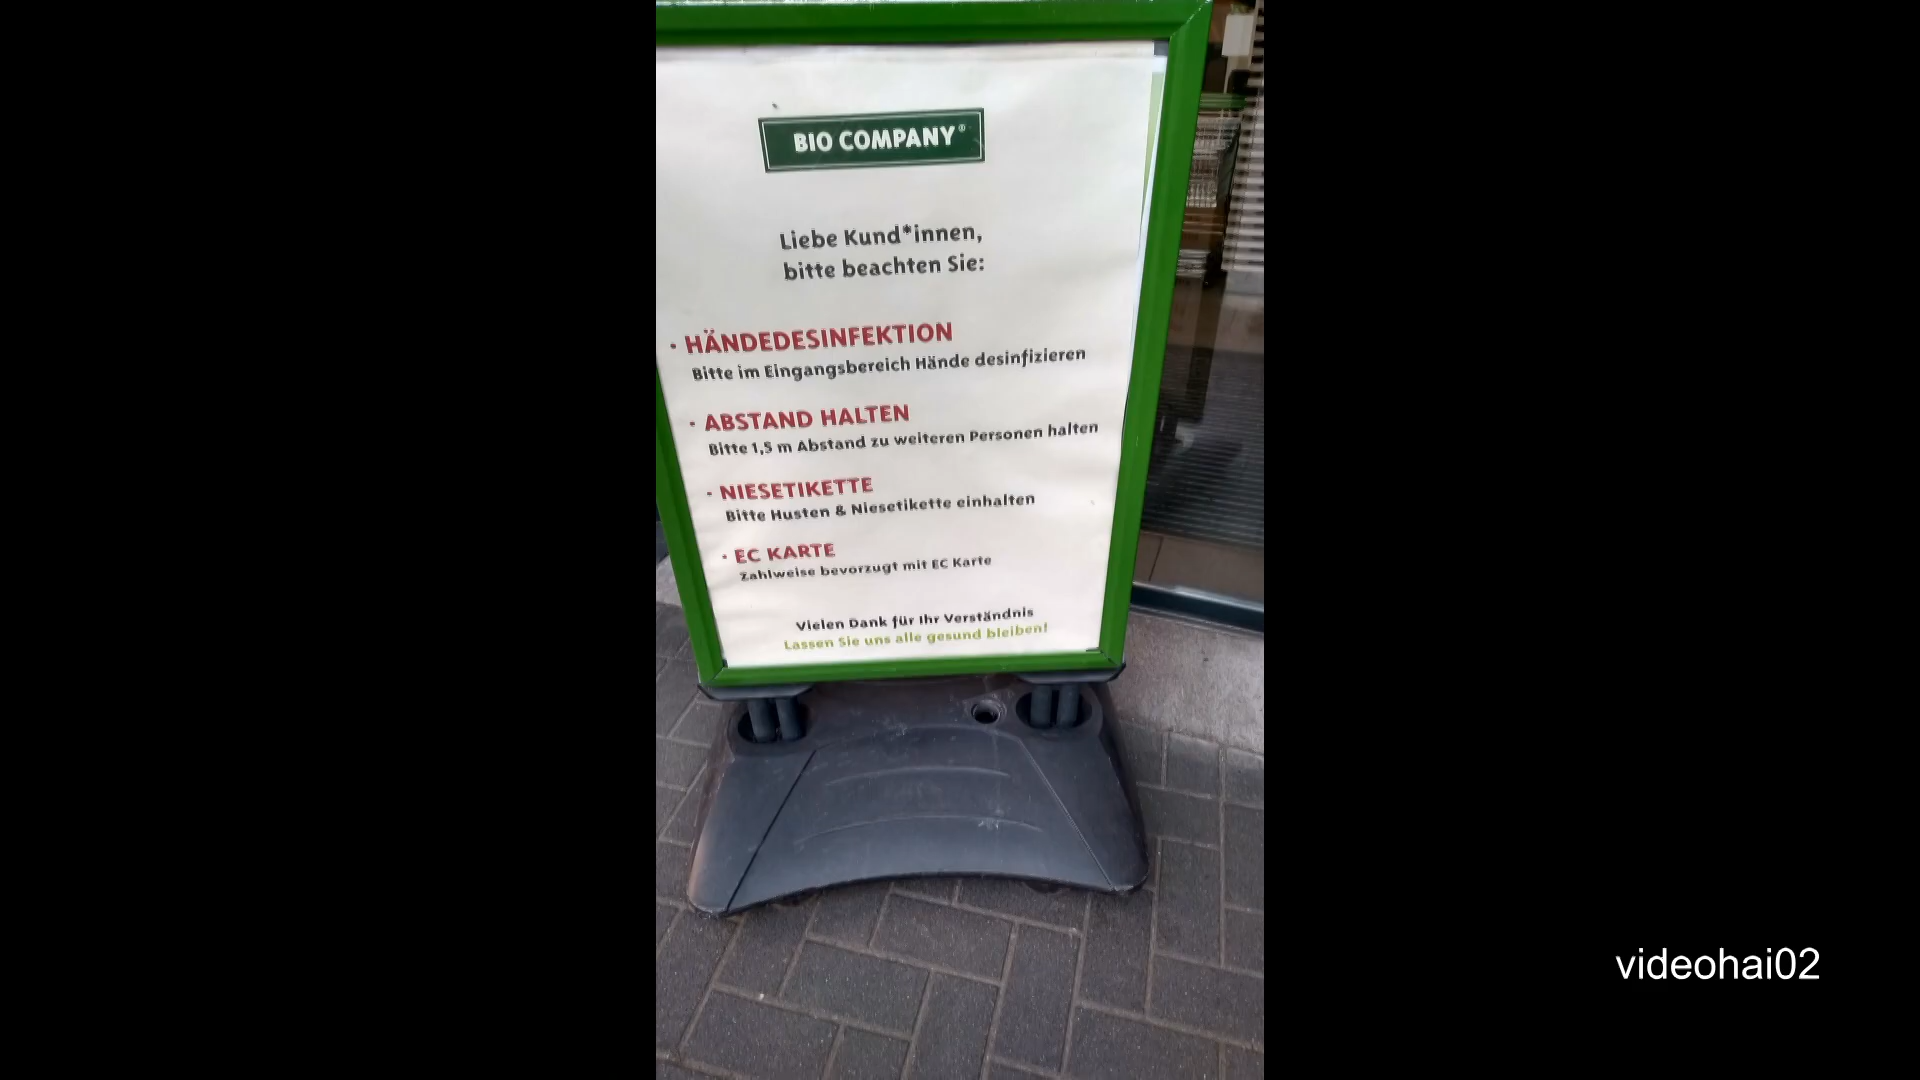 BIO COMPANY®
Liebe Kund*innen,
bitte beachten Sie:
· HÄNDEDESINFEKTION
Bitte im Eingangsbereich Hände desinfizieren
· ABSTAND HALTEN
Bitte 1,5 m Abstand zu weiteren Personen halten
· NIESETIKETTE
Bitte Husten & Niesetikette einhalten
· EC KARTE
Zahlweise bevorzugt mit EC Karte
Vielen Dank für Ihr Verständnis
Lassen Sie uns alle gesund bleiben!
videohai02